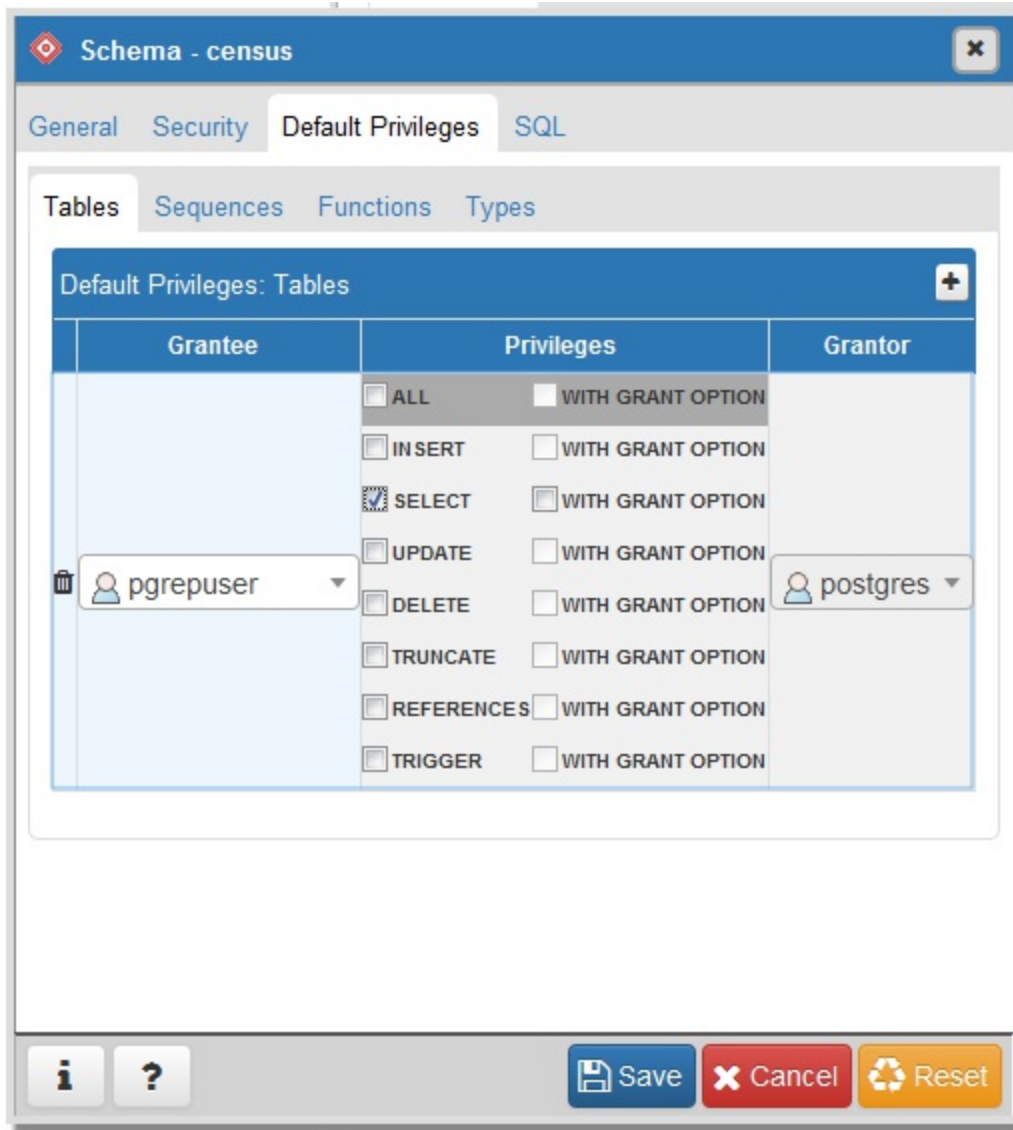 Schema - census
General Security Default Privileges SQL
Tables Sequences Functions Types
Default Privileges: Tables
Grantee Privileges Grantor
ALL WITH GRANT OPTION
INSERT WITH GRANT OPTION
SELECT WITH GRANT OPTION
UPDATE WITH GRANT OPTION
pgrepuser postgres
DELETE WITH GRANT OPTION
TRUNCATE WITH GRANT OPTION
REFERENCES WITH GRANT OPTION
TRIGGER WITH GRANT OPTION
i ? Save Cancel Reset